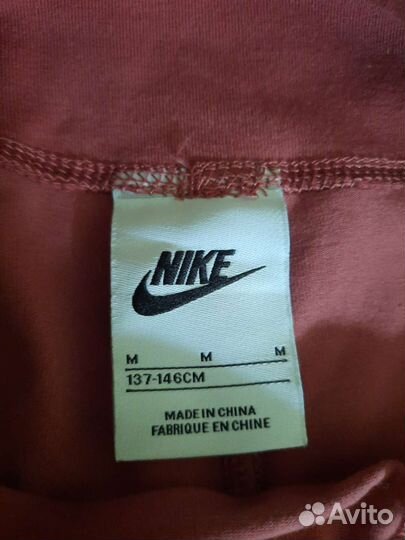 NIKE
M M M
137-146CM
MADE IN CHINA
FABRIQUE EN CHINE
Avito